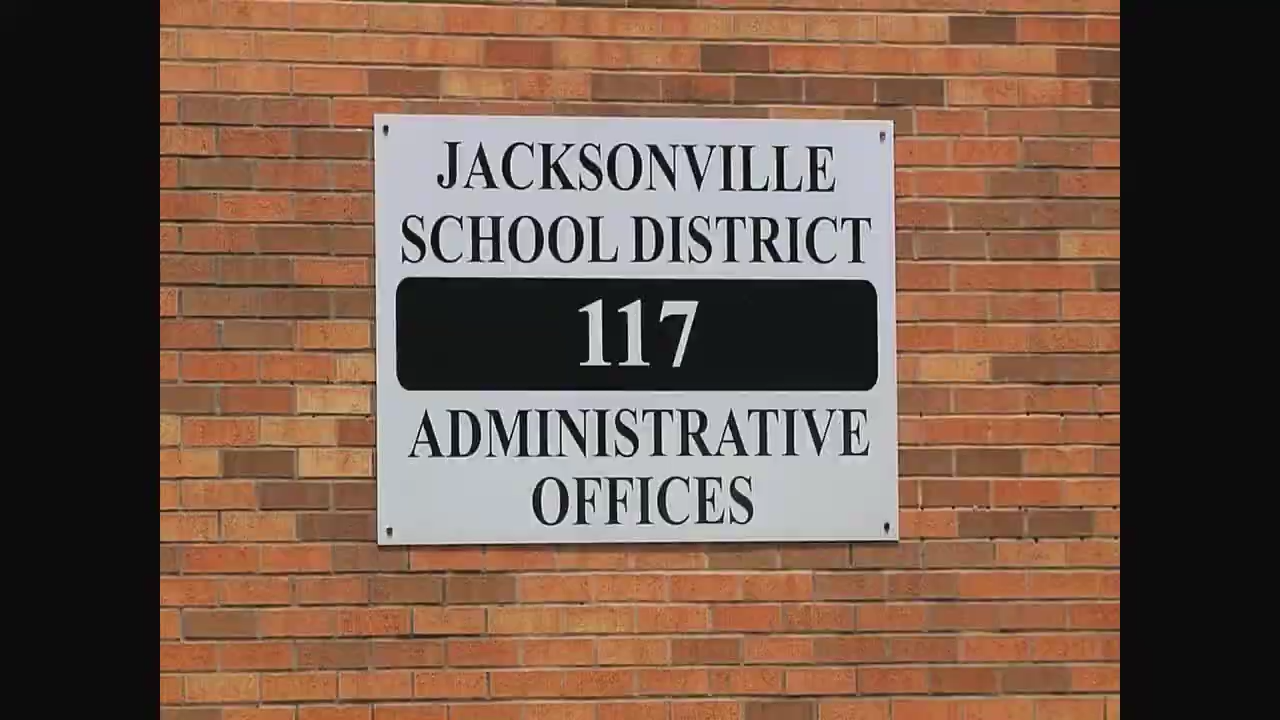 JACKSONVILLE
SCHOOL DISTRICT
117
ADMINISTRATIVE
OFFICES